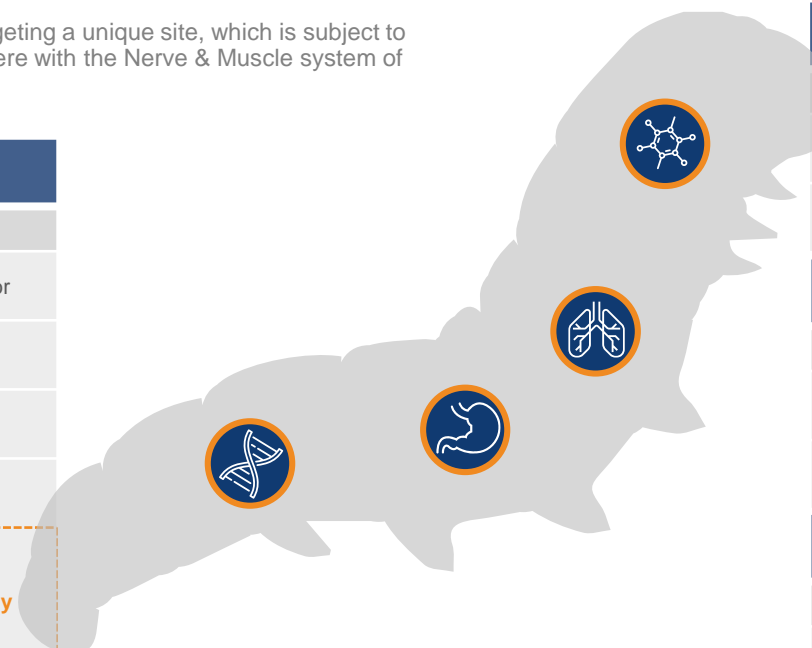 geting a unique site, which is subject to
ere with the Nerve & Muscle system of
or
y